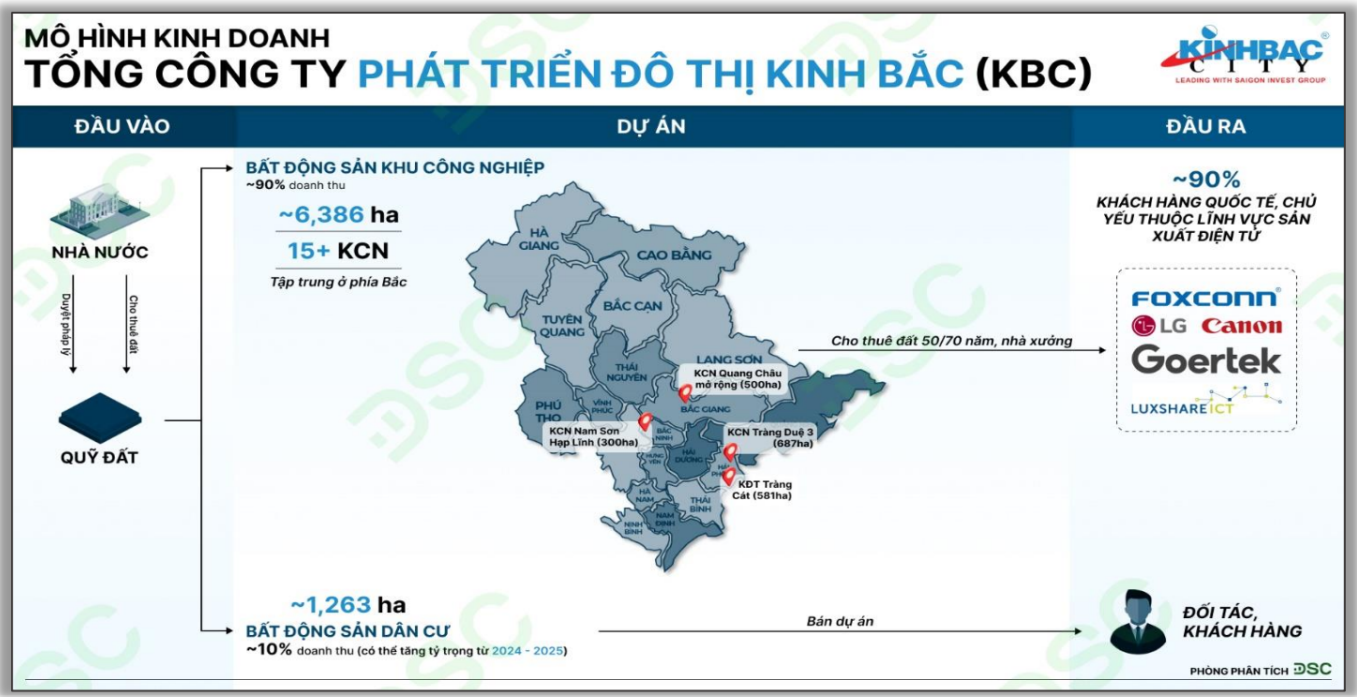 MÔ HÌNH KINH DOANH
TỔNG CÔNG TY PHÁT TRIỂN ĐÔ THỊ KINH BẮC (KBC)
KINHBAC®
CITY
LEADING WITH SAIGON INVEST GROUP
ĐẦU VÀO
DỰ ÁN
ĐẦU RA
NHÀ NƯỚC
Duyệt pháp lý
Cho thuê đất
QUỸ ĐẤT
BẤT ĐỘNG SẢN KHU CÔNG NGHIỆP
~90% doanh thu
~6,386 ha
15+ KCN
Tập trung ở phía Bắc
HÀ
GIANG
CAO BẰNG
BẮC CẠN
TUYÊN
QUANG
LẠNG SƠN
THÁI
NGUYÊN
KCN Quang Châu
mở rộng (500ha)
PHÚ
THỌ
VĨNH
PHÚC
BẮC GIANG
KCN Nam Sơn
Hạp Lĩnh (300ha)
BẮC
NINH
KCN Tràng Duệ 3
(687ha)
HƯNG
YÊN
HẢI
DƯƠNG
KĐT Tràng
Cát (581ha)
HÀ
NAM
THÁI
BÌNH
NAM
ĐỊNH
NINH
BÌNH
Cho thuê đất 50/70 năm, nhà xưởng
~90%
KHÁCH HÀNG QUỐC TẾ, CHỦ
YẾU THUỘC LĨNH VỰC SẢN
XUẤT ĐIỆN TỬ
FOXCONN®
LG Canon
Goertek
LUXSHARE ICT
~1,263 ha
BẤT ĐỘNG SẢN DÂN CƯ
~10% doanh thu (có thể tăng tỷ trọng từ 2024 - 2025)
Bán dự án
ĐỐI TÁC,
KHÁCH HÀNG
PHÒNG PHÂN TÍCH DSC